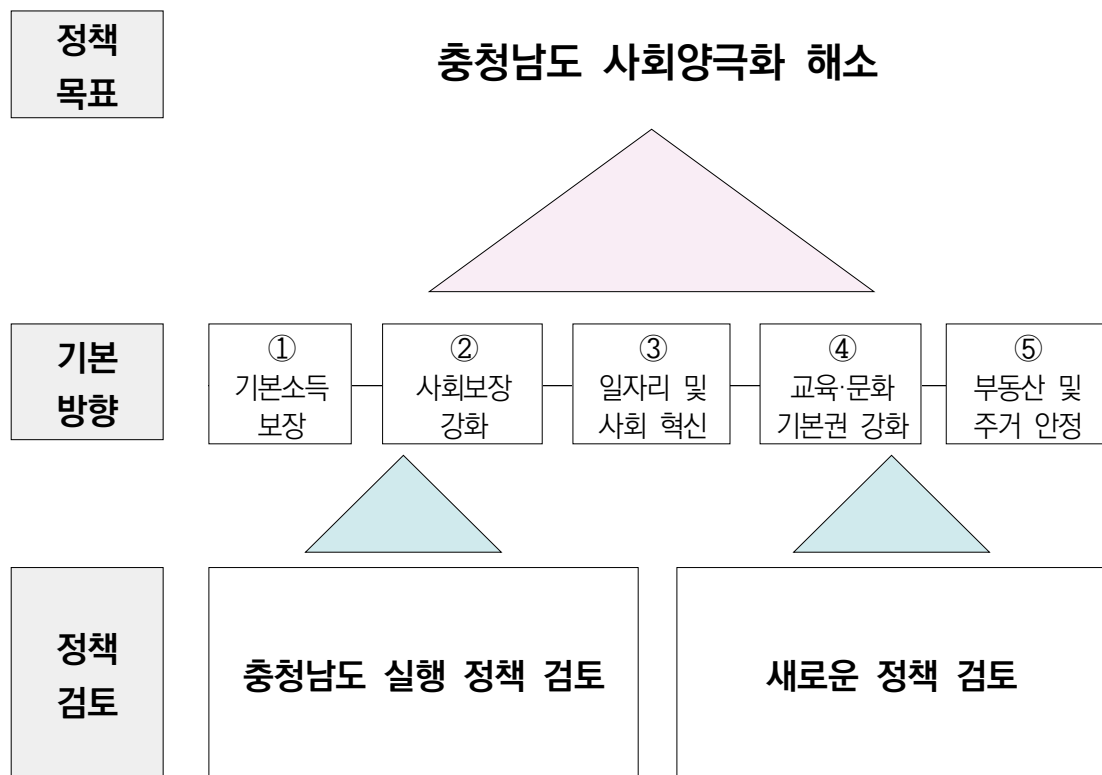 정책
목표
충청남도 사회양극화 해소
기본
방향
①
기본소득
보장
②
사회보장
강화
③
일자리 및
사회 혁신
④
교육·문화
기본권 강화
⑤
부동산 및
주거 안정
정책
검토
충청남도 실행 정책 검토
새로운 정책 검토